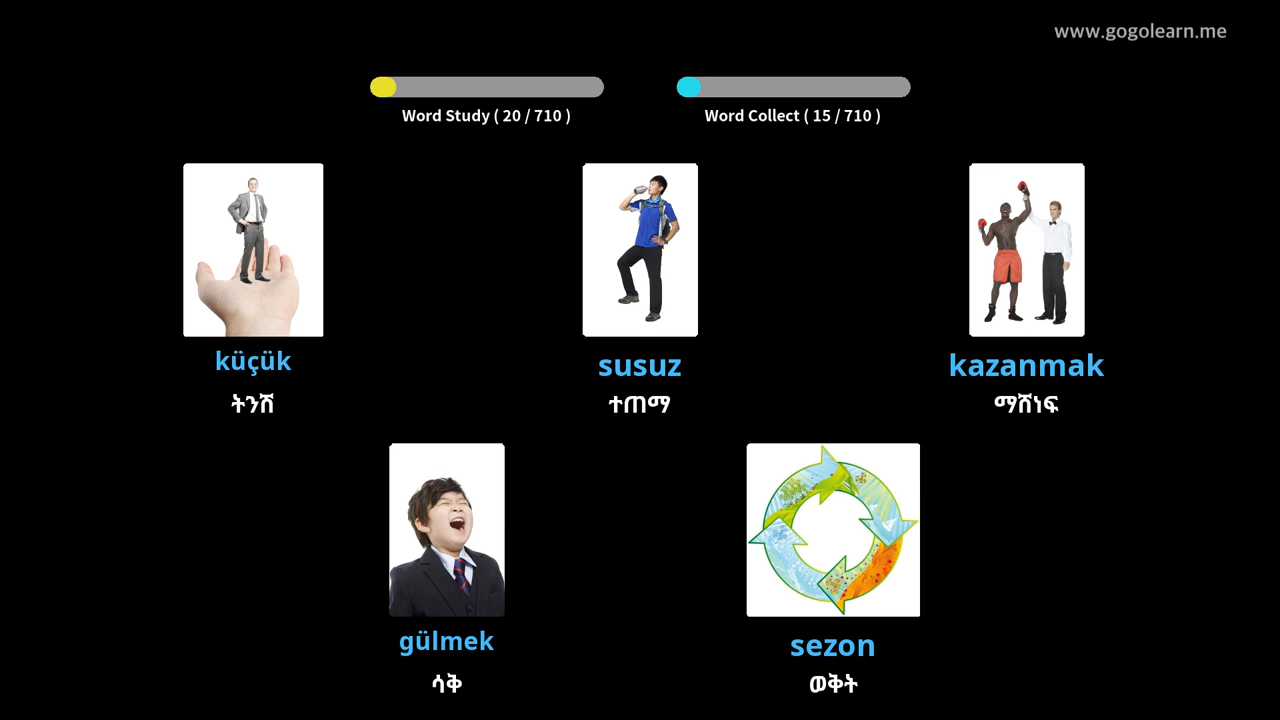 www.gogolearn.me
Word Study ( 20 / 710 )
Word Collect ( 15 / 710 )
küçük
ትንሽ
susuz
ተጠማ
kazanmak
ማሸነፍ
gülmek
ሳቅ
sezon
ወቅት